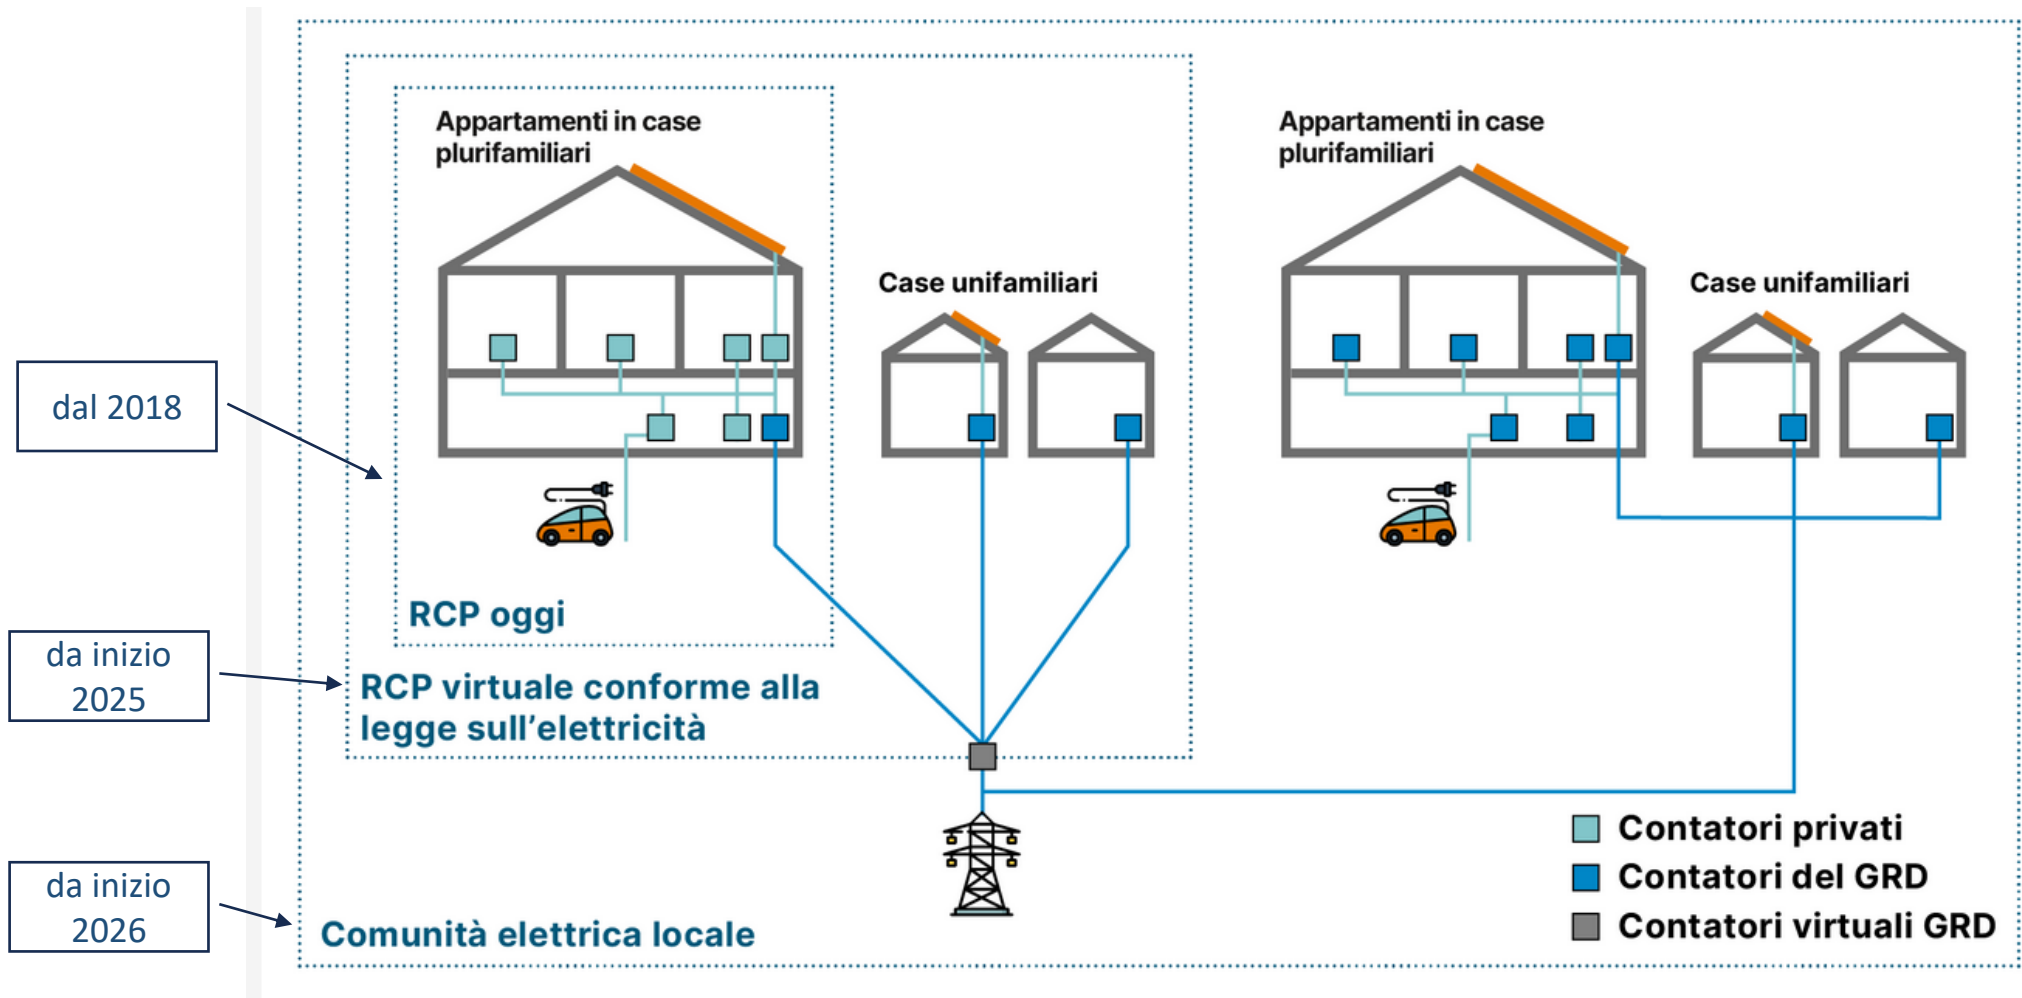 Appartamenti in case
plurifamiliari
Appartamenti in case
plurifamiliari
Case unifamiliari
Case unifamiliari
dal 2018
RCP oggi
da inizio
2025
RCP virtuale conforme alla
legge sull'elettricità
Contatori privati
Contatori del GRD
Contatori virtuali GRD
da inizio
2026
Comunità elettrica locale